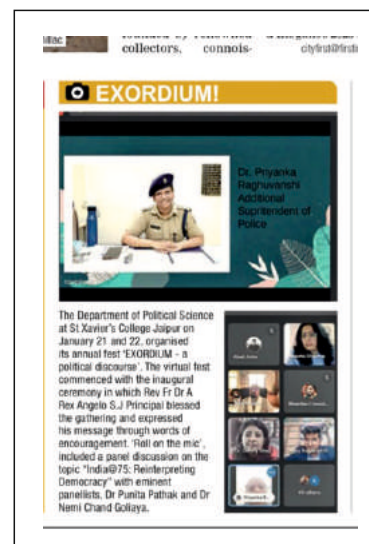 collectors, connois-
EXORDIUM!
Dr. Priyanka
Raghuvanshi
Additional
Supritendent of
Police
The Department of Political Science
at St Xavier's College Jaipur on
January 21 and 22, organised
its annual fest 'EXORDIUM - a
political discourse'. The virtual fest
commenced with the inaugural
ceremony in which Rev Fr Dr A
Rex Angelo S.J Principal blessed
the gathering and expressed
his message through words of
encouragement. 'Roll on the mic',
included a panel discussion on the
topic "India@75: Reinterpreting
Democracy" with eminent
panellists, Dr Punita Pathak and Dr
Nemi Chand Gollaya.